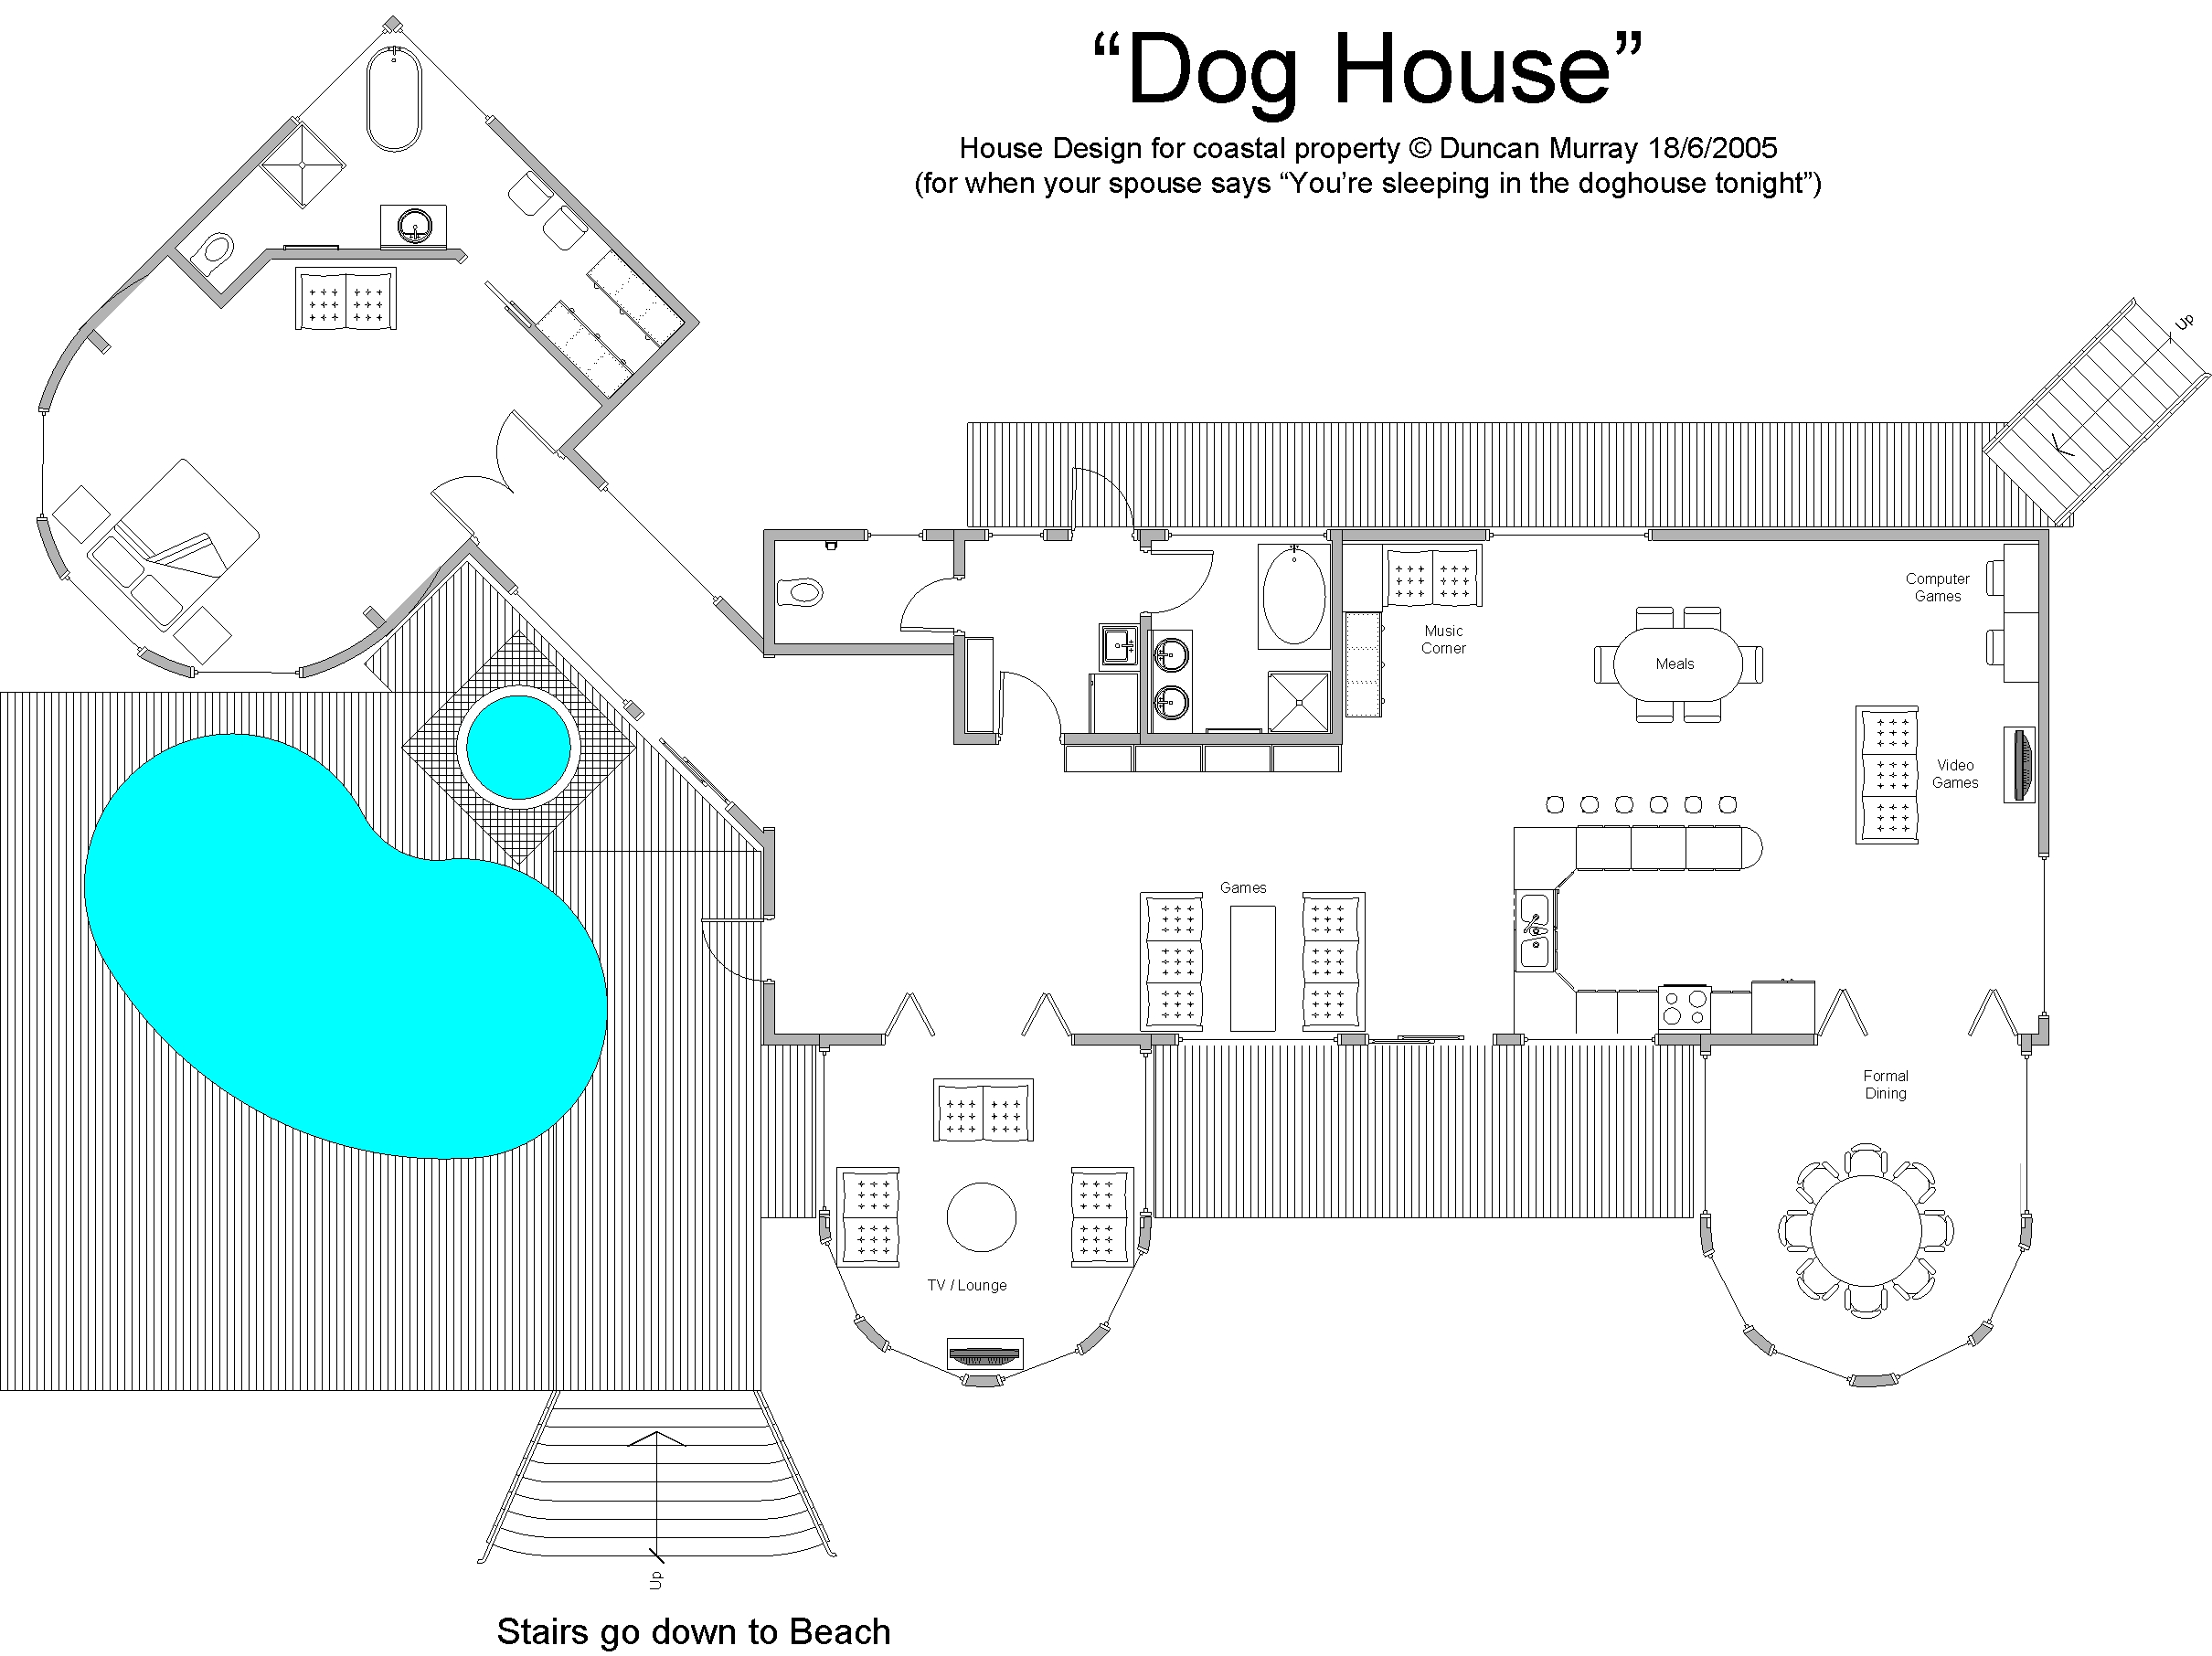 “Dog House”
House Design for coastal property © Duncan Murray 18/6/2005
(for when your spouse says “You’re sleeping in the doghouse tonight”)
Up
Computer
Games
Music
Corner
Meals
Video
Games
Games
Formal
Dining
TV / Lounge
Up
Stairs go down to Beach